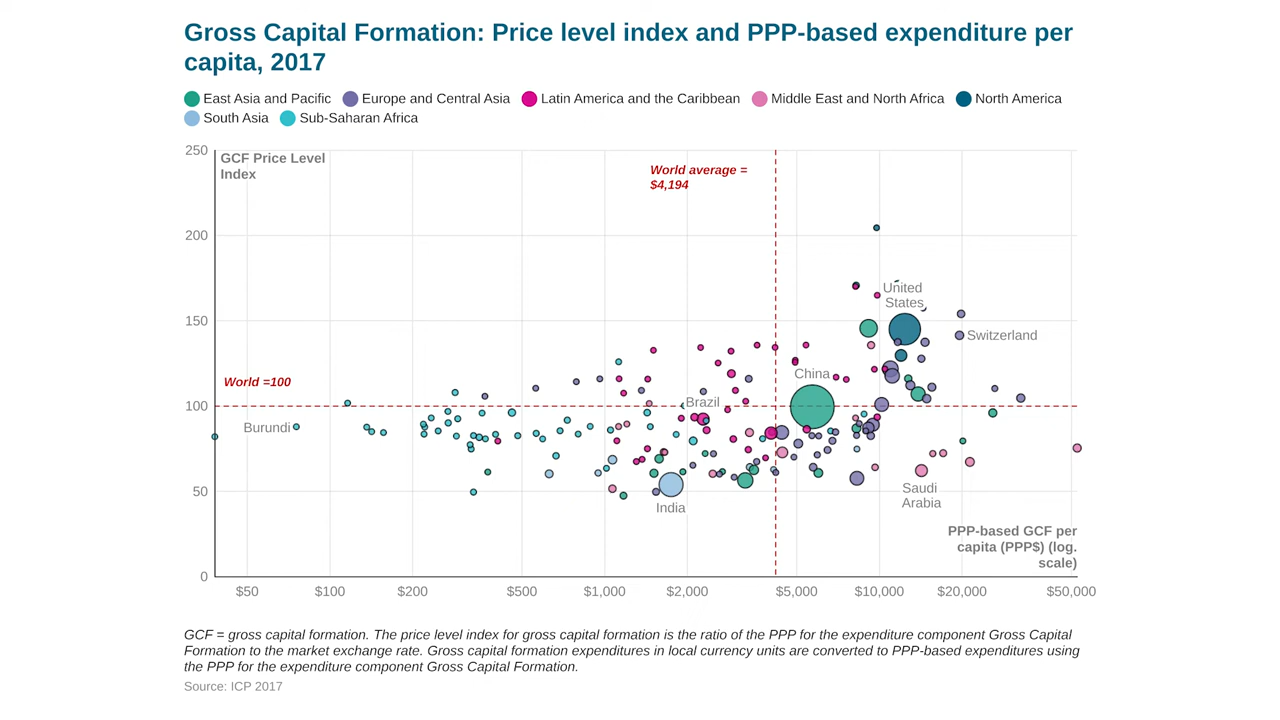 Gross Capital Formation: Price level index and PPP-based expenditure per
capita, 2017
East Asia and Pacific Europe and Central Asia Latin America and the Caribbean Middle East and North Africa North America
South Asia Sub-Saharan Africa
250
GCF Price Level
Index
World average =
$4,194
200
United
States
150
Switzerland
China
World =100
Brazil
100
Burundi
50
India
Saudi
Arabia
PPP-based GCF per
capita (PPP$) (log.
scale)
0
$50 $100 $200 $500 $1,000 $2,000 $5,000 $10,000 $20,000 $50,000
GCF = gross capital formation. The price level index for gross capital formation is the ratio of the PPP for the expenditure component Gross Capital
Formation to the market exchange rate. Gross capital formation expenditures in local currency units are converted to PPP-based expenditures using
the PPP for the expenditure component Gross Capital Formation.
Source: ICP 2017